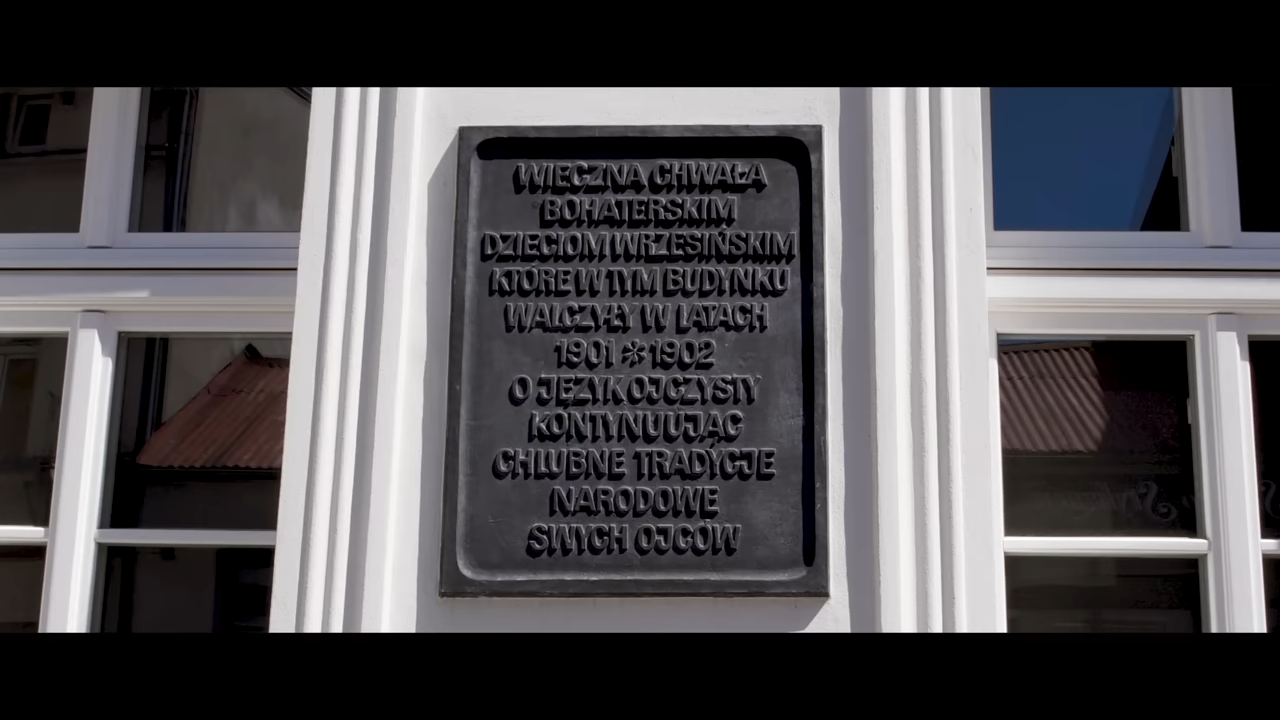 WIECZNA CHWAŁA
BOHATERSKIM
DZIECIOM WRZESIŃSKIM
KTÓRE W TYM BUDYNKU
WALCZYŁY W LATACH
1901 * 1902
O JĘZYK OJCZYSTY
KONTYNUUJĄC
CHLUBNE TRADYCJE
NARODOWE
SWYCH OJCÓW